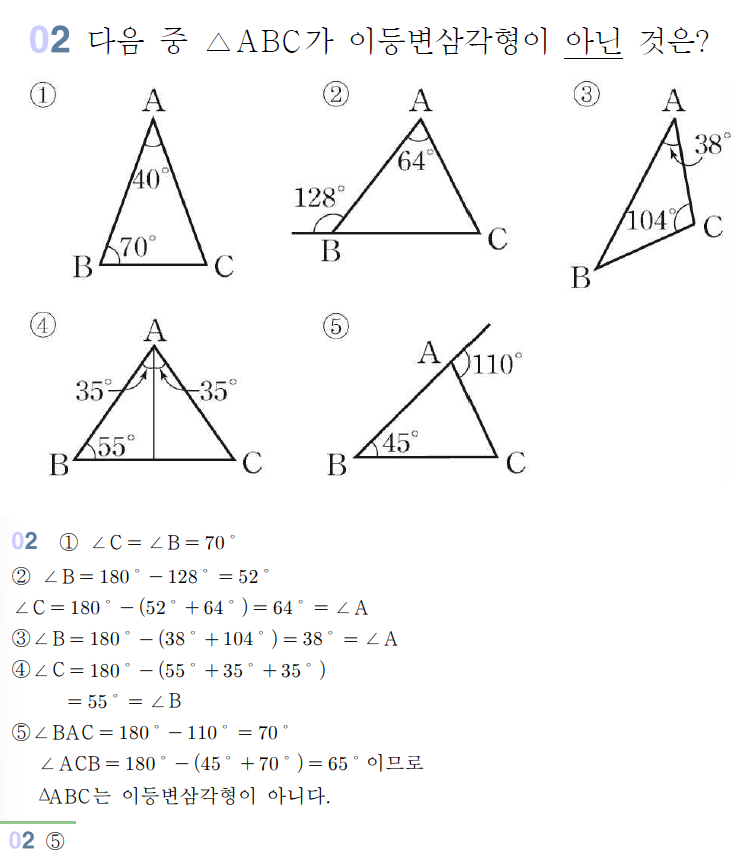 02 다음 중 △ABC가 이등변삼각형이 아닌 것은?
① ② ③
A A A
40° 64° 38°
128°
70° 104°
B C B C B C
④ ⑤
A A
35° 35° 110°
55° 45°
B C B C
02 ① ∠C=∠B=70°
② ∠B=180°-128°=52°
∠C=180°-(52°+64°)=64°=∠A
③∠B=180°-(38°+104°)=38°=∠A
④∠C=180°-(55°+35°+35°)
=55°=∠B
⑤∠BAC=180°-110°=70°
∠ACB=180°-(45°+70°)=65°이므로
△ABC는 이등변삼각형이 아니다.
02 ⑤